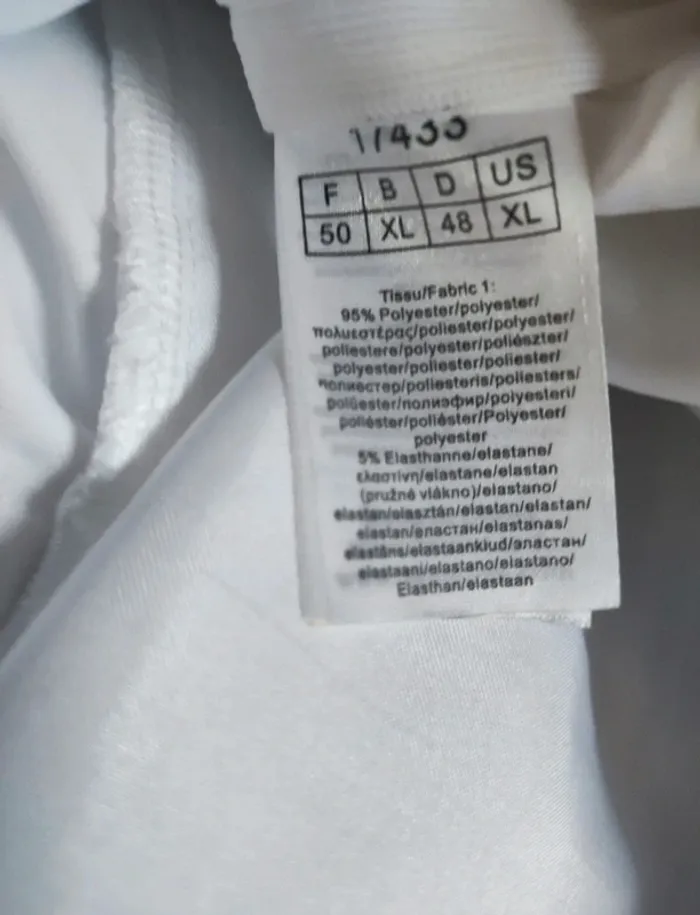 17433
F B D US
50 XL 48 XL
Tissu/Fabric 1:
95% Polyester/polyester/
πολυεστέρας/poliester/polyester/
poliestere/polyester/poliészter/
polyester/poliester/poliester/
полиестер/poliesteris/poliesters/
polüester/полиэфир/polyesteri/
poliéster/poliéster/Polyester/
polyester
5% Elasthanne/elastane/
ελαστίνη/elastane/elastan
(pružné vlákno)/elastano/
elastan/elasztán/elastan/elastan/
elastan/еластан/elastanas/
elastāns/elastaankiud/эластан/
elastaani/elastano/elastano/
Elasthan/elastaan